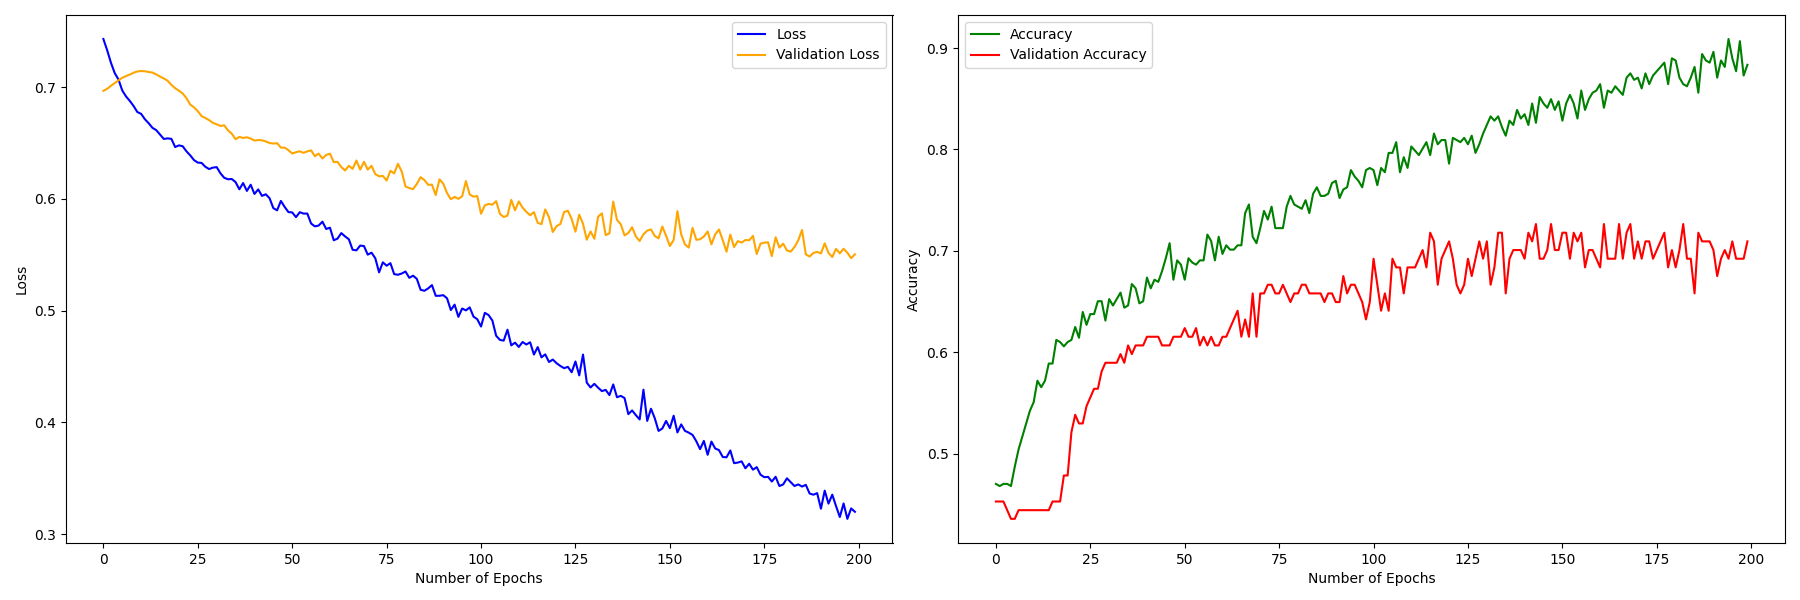 Loss
Validation Loss
0.7
0.6
0.5
0.4
0.3
Loss
0 25 50 75 100 125 150 175 200
Number of Epochs
Accuracy
Validation Accuracy
0.9
0.8
0.7
0.6
0.5
Accuracy
0 25 50 75 100 125 150 175 200
Number of Epochs